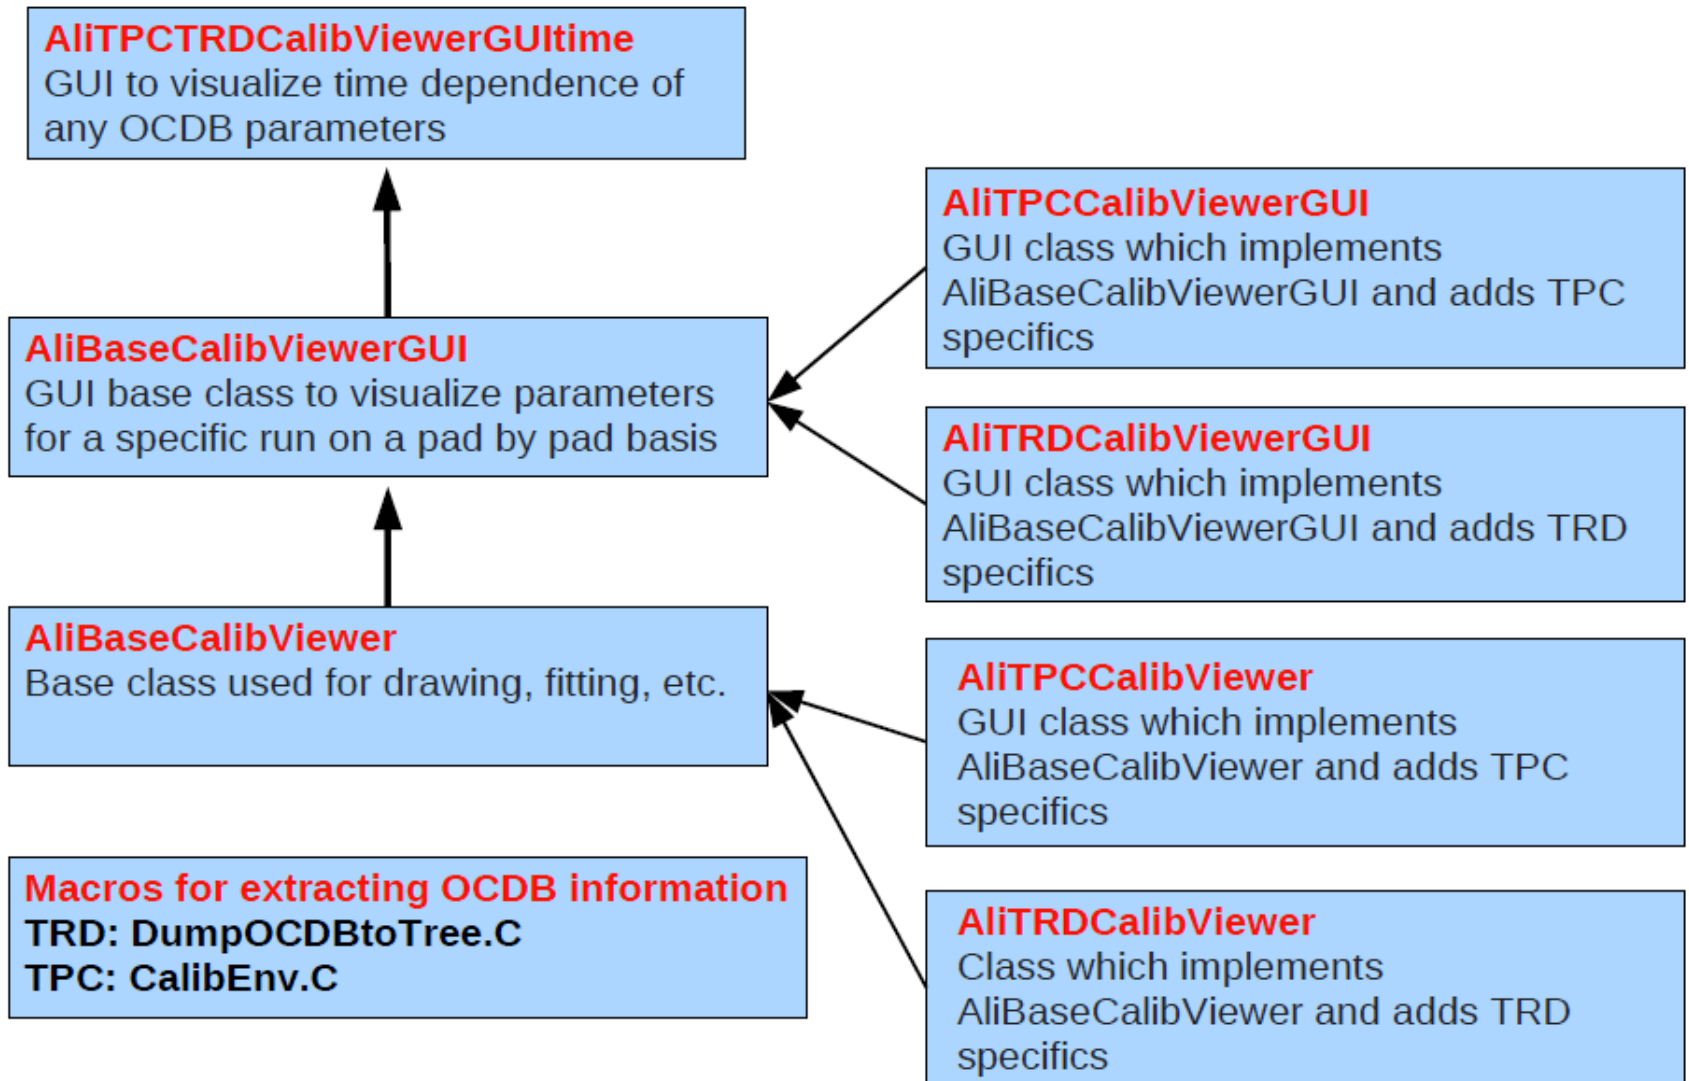 AliTPCTRDCalibViewerGUItime
GUI to visualize time dependence of
any OCDB parameters
AliBaseCalibViewerGUI
GUI base class to visualize parameters
for a specific run on a pad by pad basis
AliBaseCalibViewer
Base class used for drawing, fitting, etc.
Macros for extracting OCDB information
TRD: DumpOCDBtoTree.C
TPC: CalibEnv.C
AliTPCCalibViewerGUI
GUI class which implements
AliBaseCalibViewerGUI and adds TPC
specifics
AliTRDCalibViewerGUI
GUI class which implements
AliBaseCalibViewerGUI and adds TRD
specifics
AliTPCCalibViewer
GUI class which implements
AliBaseCalibViewer and adds TPC
specifics
AliTRDCalibViewer
Class which implements
AliBaseCalibViewer and adds TRD
specifics